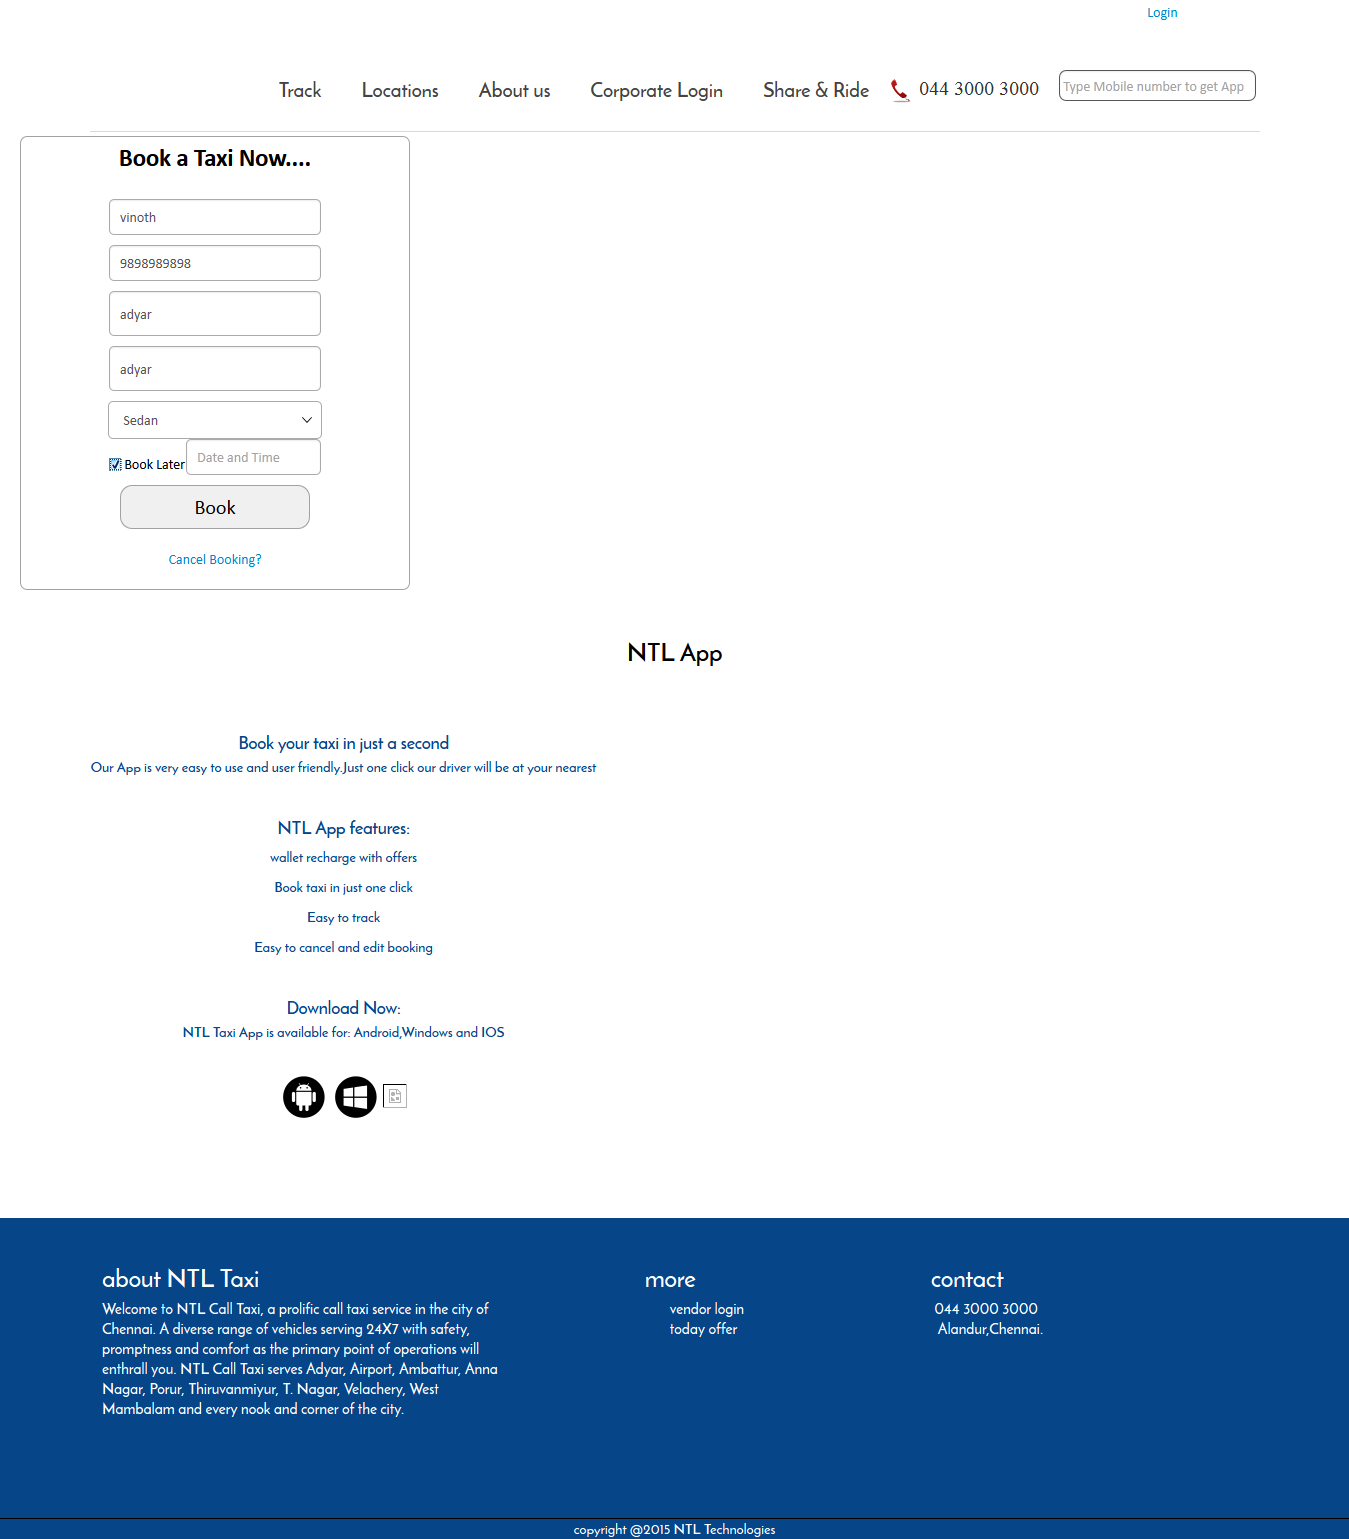 Login
Track Locations About us Corporate Login Share & Ride 044 3000 3000 Type Mobile number to get App
Book a Taxi Now....
vinoth
9898989898
adyar
adyar
Sedan
Book Later Date and Time
Book
Cancel Booking?
NTL App
Book your taxi in just a second
Our App is very easy to use and user friendly.Just one click our driver will be at your nearest
NTL App features:
wallet recharge with offers
Book taxi in just one click
Easy to track
Easy to cancel and edit booking
Download Now:
NTL Taxi App is available for: Android,Windows and IOS
about NTL Taxi
Welcome to NTL Call Taxi, a prolific call taxi service in the city of
Chennai. A diverse range of vehicles serving 24X7 with safety,
promptness and comfort as the primary point of operations will
enthrall you. NTL Call Taxi serves Adyar, Airport, Ambattur, Anna
Nagar, Porur, Thiruvanmiyur, T. Nagar, Velachery, West
Mambalam and every nook and corner of the city.
more
vendor login
today offer
contact
044 3000 3000
Alandur,Chennai.
copyright @2015 NTL Technologies